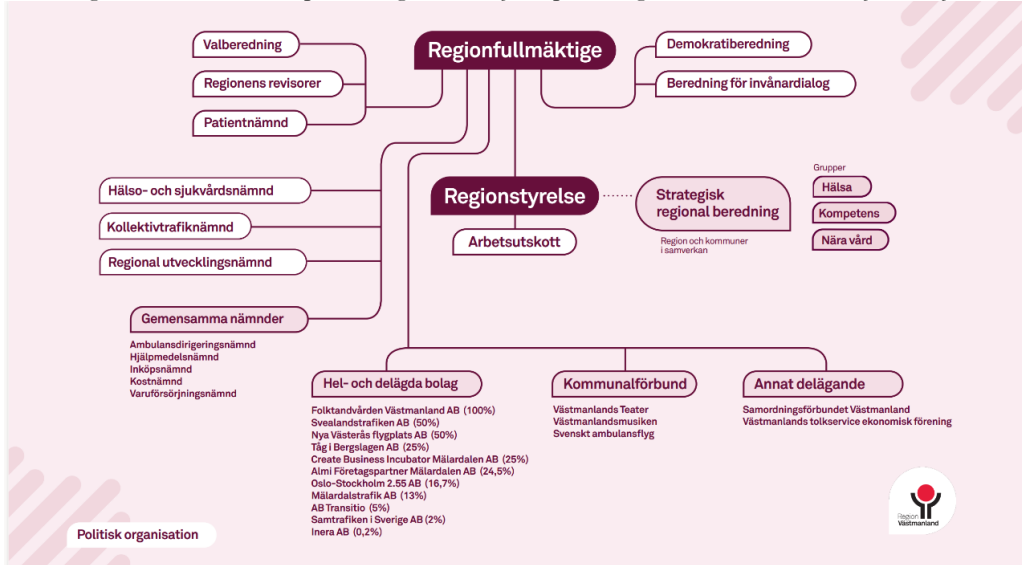 Regionfullmäktige
Valberedning
Regionens revisorer
Patientnämnd
Demokratiberedning
Beredning för invånardialog
Hälso- och sjukvårdsnämnd
Kollektivtrafiknämnd
Regional utvecklingsnämnd
Regionstyrelse
Arbetsutskott
Strategisk
regional beredning
Region och kommuner
i samverkan
Grupper
Hälsa
Kompetens
Nära vård
Gemensamma nämnder
Ambulansdirigeringsnämnd
Hjälpmedelsnämnd
Inköpsnämnd
Kostnämnd
Varuförsörjningsnämnd
Hel- och delägda bolag
Folktandvården Västmanland AB (100%)
Svealandstrafiken AB (50%)
Nya Västerås flygplats AB (50%)
Tåg i Bergslagen AB (25%)
Create Business Incubator Mälardalen AB (25%)
Almi Företagspartner Mälardalen AB (24,5%)
Oslo-Stockholm 2.55 AB (16,7%)
Mälardalstrafik AB (13%)
AB Transitio (5%)
Samtrafiken i Sverige AB (2%)
Inera AB (0,2%)
Kommunalförbund
Västmanlands Teater
Västmanlandsmusiken
Svenskt ambulansflyg
Annat delägande
Samordningsförbundet Västmanland
Västmanlands tolkservice ekonomisk förening
Politisk organisation
Region
Västmanland